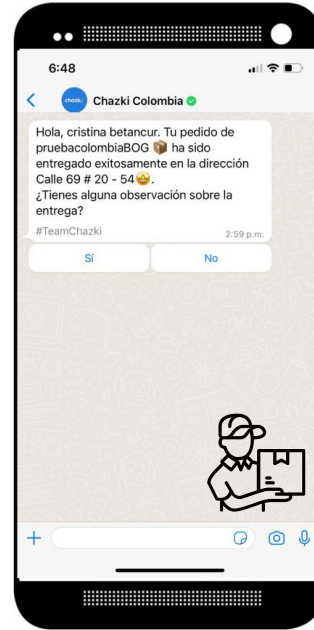 6:48
chazki.
Chazki Colombia
Hola, cristina betancur. Tu pedido de
pruebacolombiaBOG 📦 ha sido
entregado exitosamente en la dirección
Calle 69 # 20 - 54🤩.
¿Tienes alguna observación sobre la
entrega?
#TeamChazki
2:59 p.m.
Sí
No